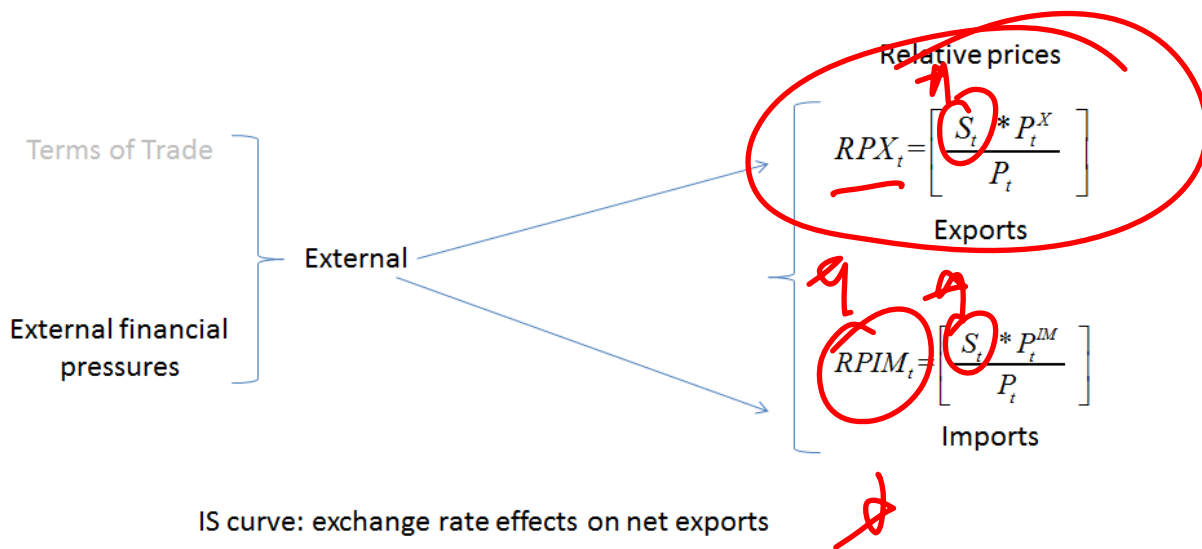 Relative prices
Terms of Trade
RPX_t = [ S_t * P_t^X / P_t ]
Exports
External
External financial
pressures
RPIM_t = [ S_t * P_t^IM / P_t ]
Imports
IS curve: exchange rate effects on net exports